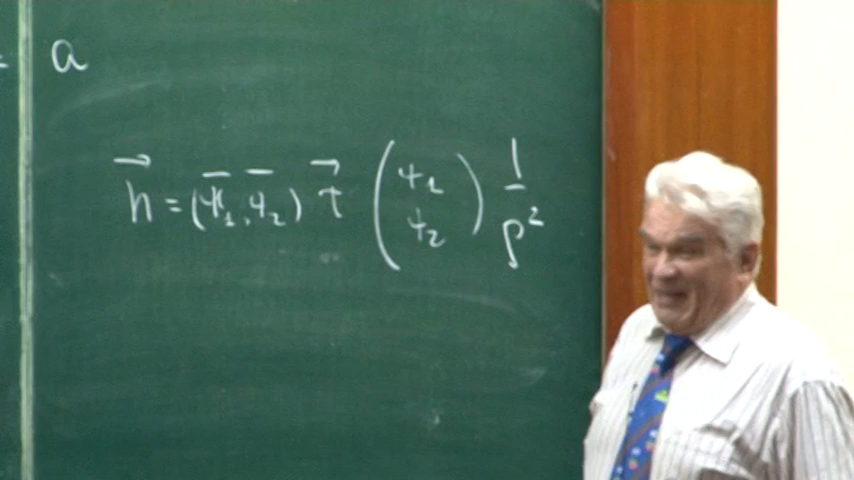 = a
n⃗ = (ψ̄₁, ψ̄₂) τ⃗ (ψ₁ ψ₂) 1/ρ²